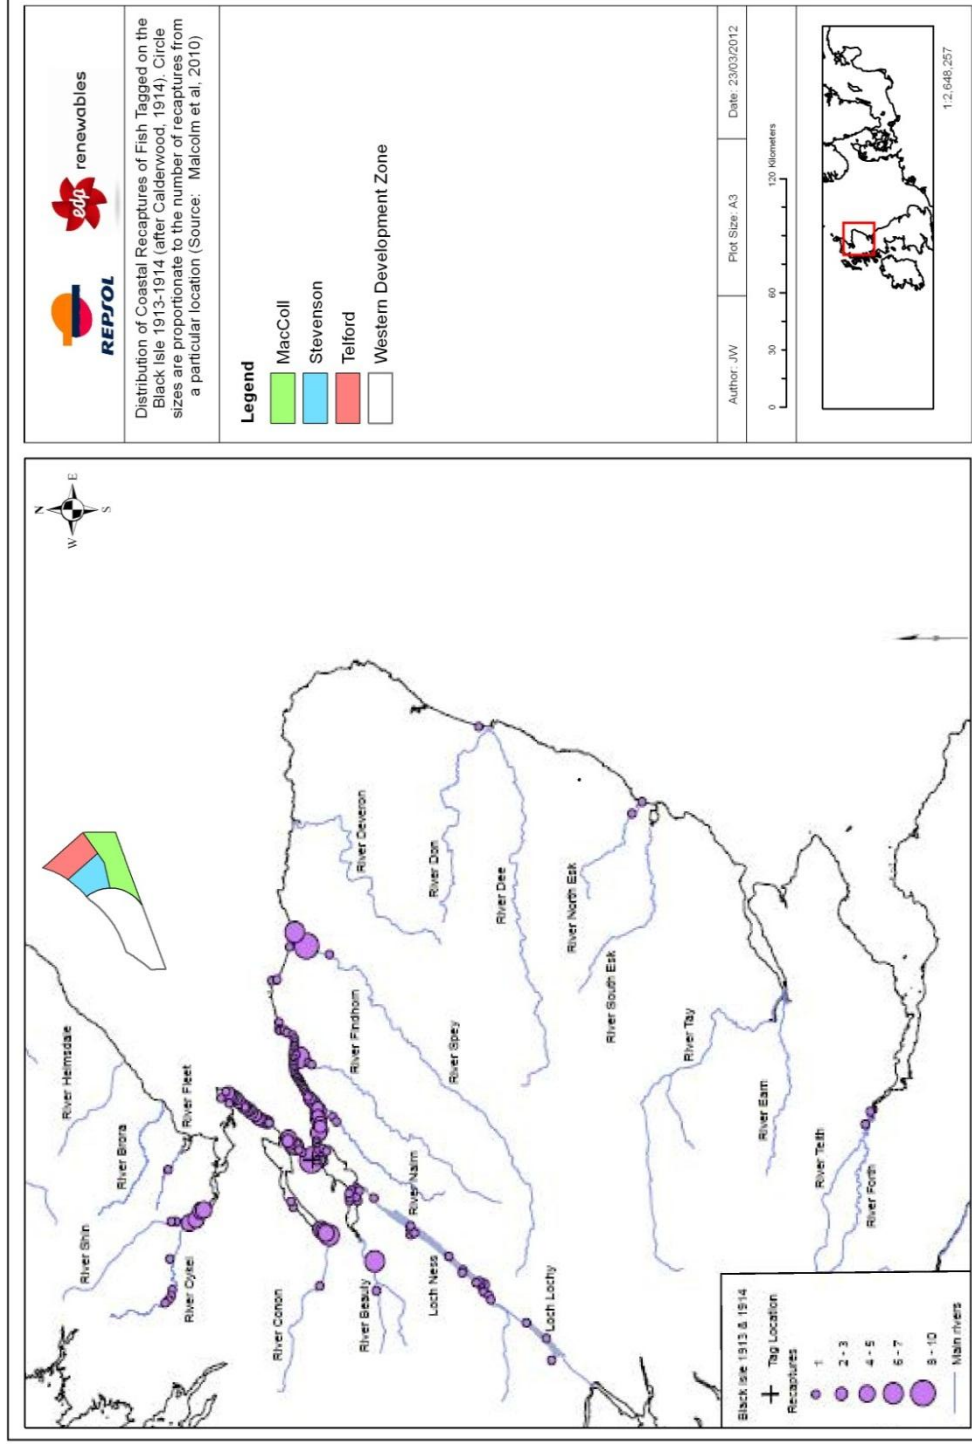 REPSOL
edp renewables
Distribution of Coastal Recaptures of Fish Tagged on the
Black Isle 1913-1914 (after Calderwood, 1914). Circle
sizes are proportionate to the number of recaptures from
a particular location (Source: Malcolm et al, 2010)
Legend
MacColl
Stevenson
Telford
Western Development Zone
Author: JW
Plot Size: A3
Date: 23/03/2012
0 30 60 120 Kilometers
1:2,648,257
N
W
E
S
River Helmsdale
River Brora
River Fleet
River Shin
River Oykel
River Conon
River Beauly
River Nairn
Loch Ness
Loch Lochy
River Findhorn
River Spey
River Deveron
River Don
River Dee
River North Esk
River South Esk
River Tay
River Earn
River Teith
River Forth
Black Isle 1913 & 1914
Tag Location
Recaptures
1
2 - 3
4 - 5
6 - 7
8 - 10
Main rivers